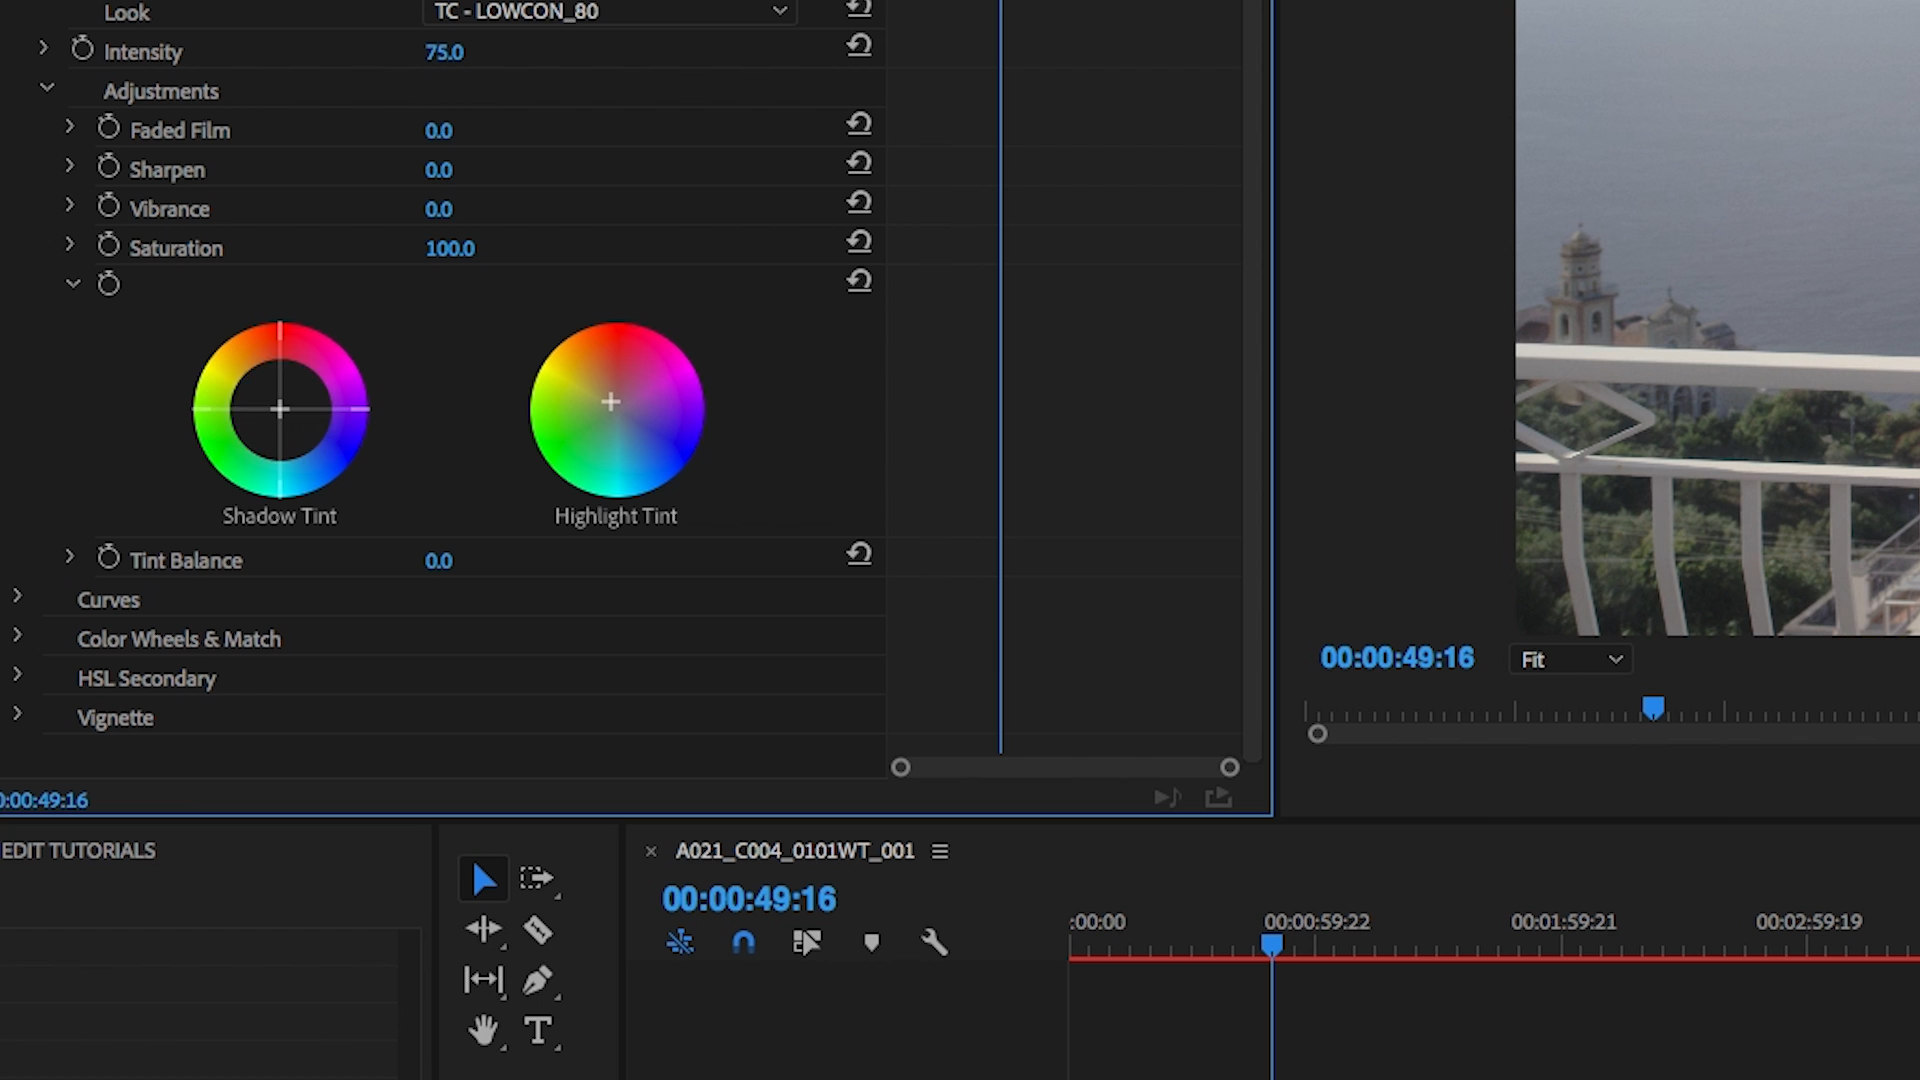 Look
TC - LOWCON_80
Intensity
75.0
Adjustments
Faded Film
0.0
Sharpen
0.0
Vibrance
0.0
Saturation
100.0
Shadow Tint
Highlight Tint
Tint Balance
0.0
Curves
Color Wheels & Match
HSL Secondary
Vignette
0:00:49:16
00:00:49:16
Fit
EDIT TUTORIALS
A021_C004_0101WT_001
00:00:49:16
:00:00
00:00:59:22
00:01:59:21
00:02:59:19